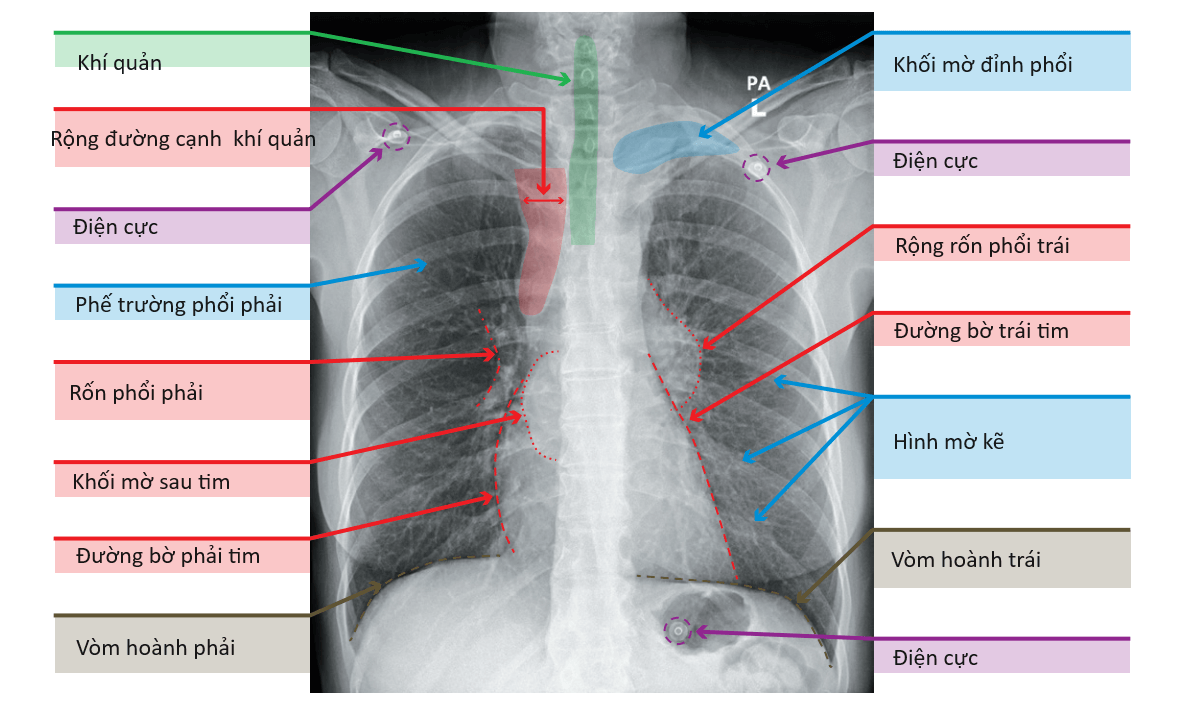 Khí quản
Rộng đường cạnh  khí quản
Điện cực
Phế trường phổi phải
Rốn phổi phải
Khối mờ sau tim
Đường bờ phải tim
Vòm hoành phải
PA
L
Khối mờ đỉnh phổi
Điện cực
Rộng rốn phổi trái
Đường bờ trái tim
Hình mờ kẽ
Vòm hoành trái
Điện cực